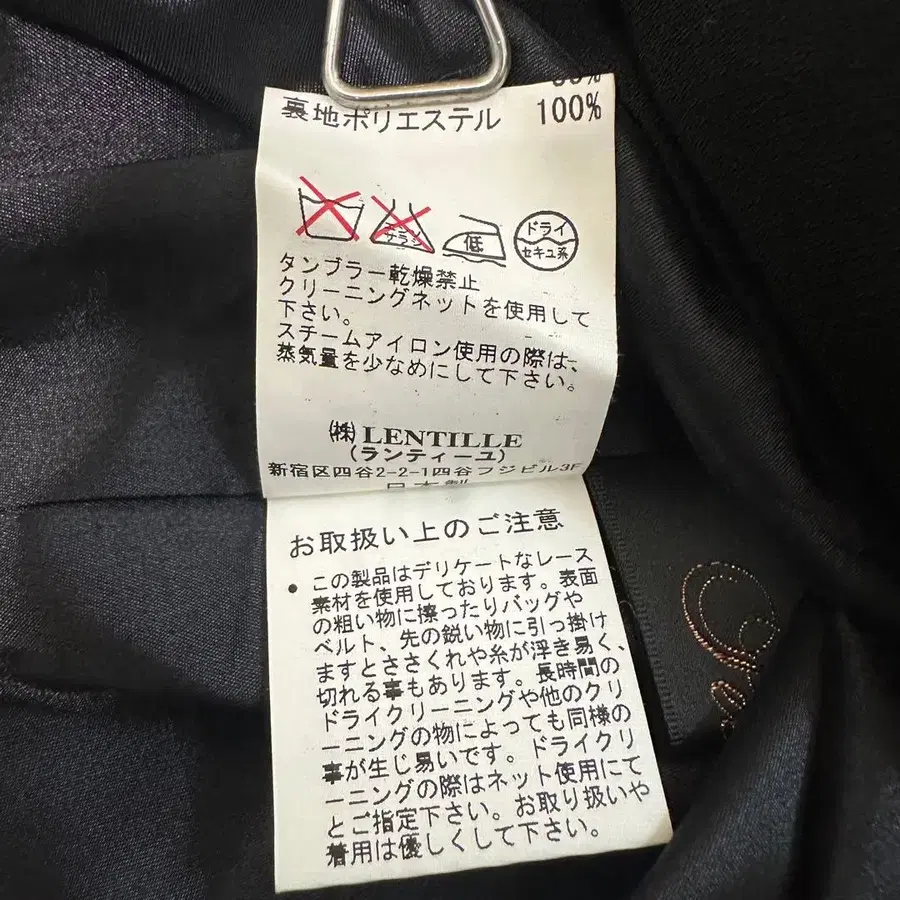 裏地ポリエステル 100%
エンソ
サラシ
低
ドライ
セキユ系
タンブラー乾燥禁止
クリーニングネットを使用して
下さい。
スチームアイロン使用の際は、
蒸気量を少なめにして下さい。
㈱ LENTILLE
(ランティーユ)
新宿区四谷2-2-1四谷フジビル3F
日本製
お取扱い上のご注意
• この製品はデリケートなレース
素材を使用しております。表面
の粗い物に擦ったりバッグや
ベルト、先の鋭い物に引っ掛け
ますとささくれや糸が浮き易く、
切れる事もあります。長時間の
ドライクリーニングや他のクリ
ーニングの物によっても同様の
事が生じ易いです。ドライクリ
ーニングの際はネット使用にて
とご指定下さい。お取り扱いや
着用は優しくして下さい。